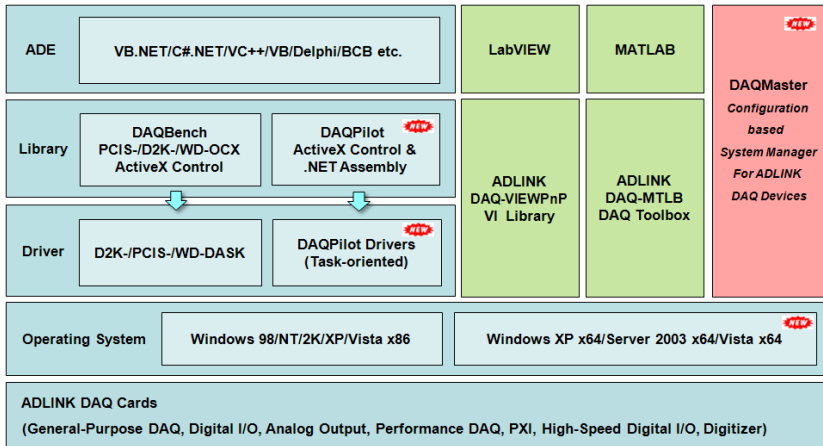 ADE
VB.NET/C#.NET/VC++/VB/Delphi/BCB etc.
LabVIEW
MATLAB
NEW
DAQMaster
Configuration
based
System Manager
For ADLINK
DAQ Devices
Library
DAQBench
PCIS-/D2K-/WD-OCX
ActiveX Control
NEW
DAQPilot
ActiveX Control &
.NET Assembly
ADLINK
DAQ-VIEWPnP
VI Library
ADLINK
DAQ-MTLB
DAQ Toolbox
Driver
D2K-/PCIS-/WD-DASK
NEW
DAQPilot Drivers
(Task-oriented)
Operating System
Windows 98/NT/2K/XP/Vista x86
NEW
Windows XP x64/Server 2003 x64/Vista x64
ADLINK DAQ Cards
(General-Purpose DAQ, Digital I/O, Analog Output, Performance DAQ, PXI, High-Speed Digital I/O, Digitizer)